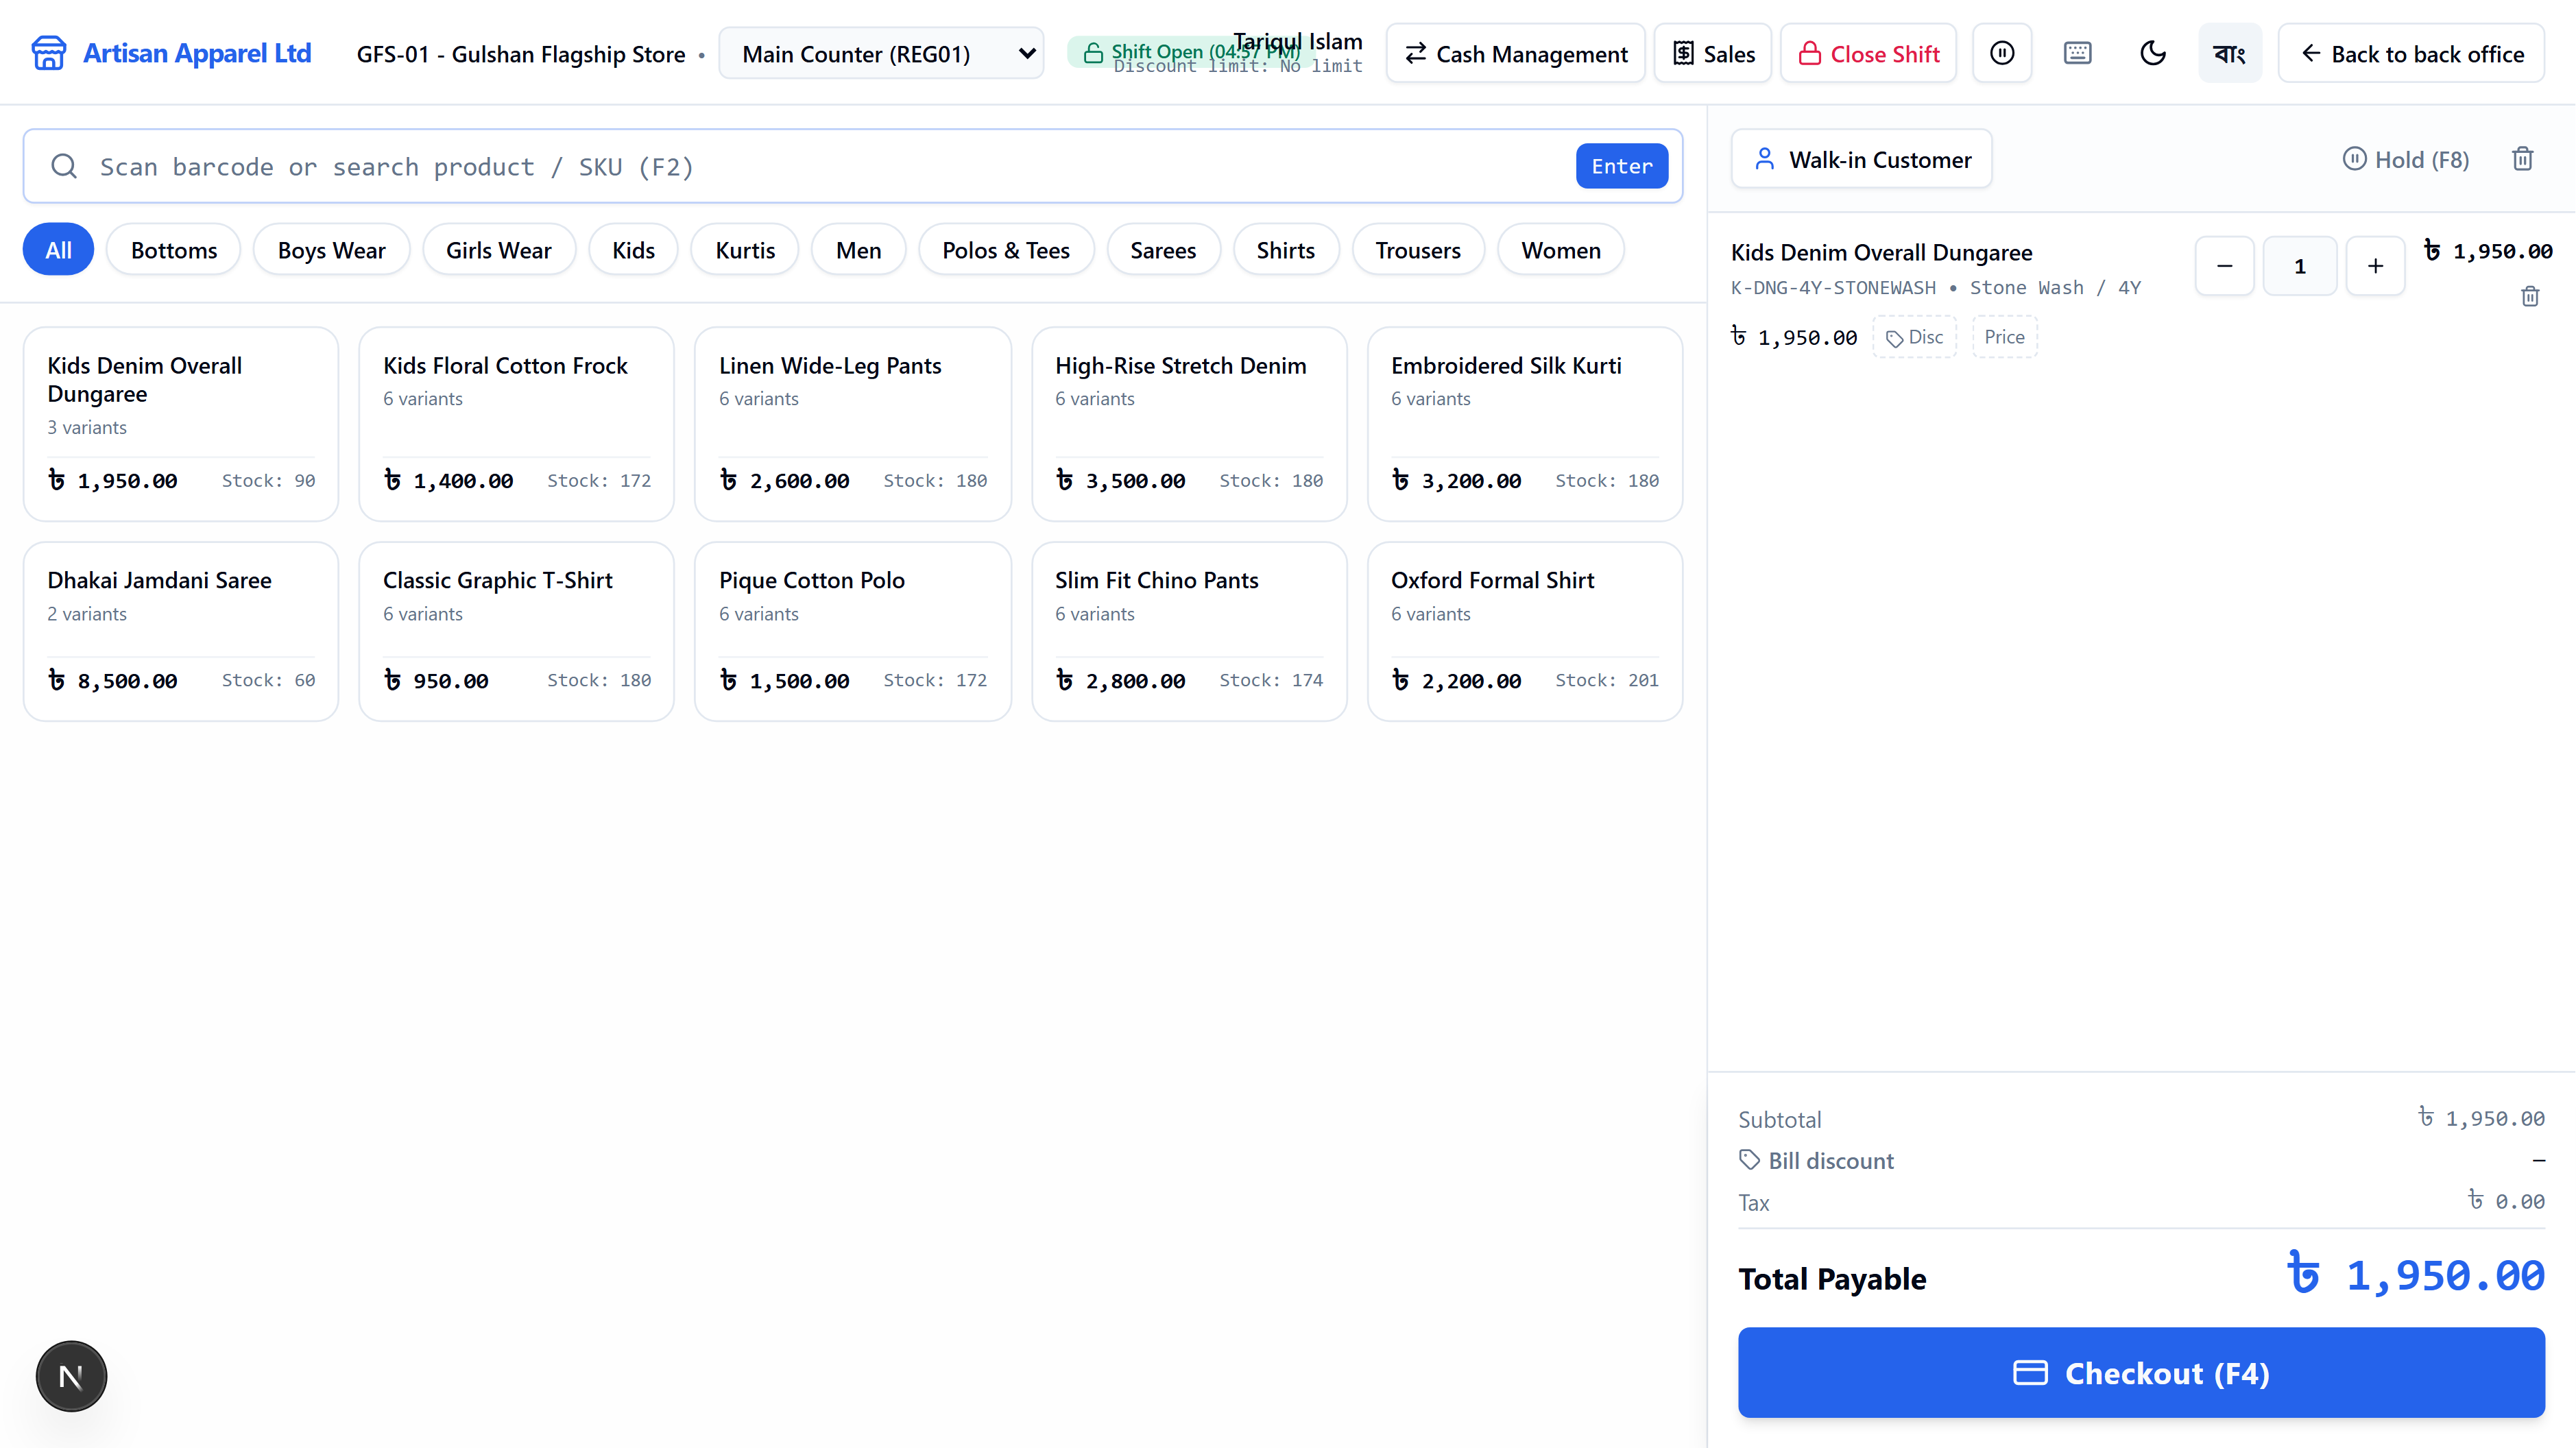 Artisan Apparel Ltd
GFS-01 - Gulshan Flagship Store •
Main Counter (REG01)
Shift Open (04:57 PM)
Tariqul Islam
Discount limit: No limit
Cash Management
Sales
Close Shift
বাং
Back to back office
Scan barcode or search product / SKU (F2)
Enter
All
Bottoms
Boys Wear
Girls Wear
Kids
Kurtis
Men
Polos & Tees
Sarees
Shirts
Trousers
Women
Kids Denim Overall
Dungaree
3 variants
৳ 1,950.00
Stock: 90
Kids Floral Cotton Frock
6 variants
৳ 1,400.00
Stock: 172
Linen Wide-Leg Pants
6 variants
৳ 2,600.00
Stock: 180
High-Rise Stretch Denim
6 variants
৳ 3,500.00
Stock: 180
Embroidered Silk Kurti
6 variants
৳ 3,200.00
Stock: 180
Dhakai Jamdani Saree
2 variants
৳ 8,500.00
Stock: 60
Classic Graphic T-Shirt
6 variants
৳ 950.00
Stock: 180
Pique Cotton Polo
6 variants
৳ 1,500.00
Stock: 172
Slim Fit Chino Pants
6 variants
৳ 2,800.00
Stock: 174
Oxford Formal Shirt
6 variants
৳ 2,200.00
Stock: 201
N
Walk-in Customer
Hold (F8)
Kids Denim Overall Dungaree
K-DNG-4Y-STONEWASH • Stone Wash / 4Y
− 1 +
৳ 1,950.00
৳ 1,950.00
Disc
Price
Subtotal
৳ 1,950.00
Bill discount
–
Tax
৳ 0.00
Total Payable
৳ 1,950.00
Checkout (F4)